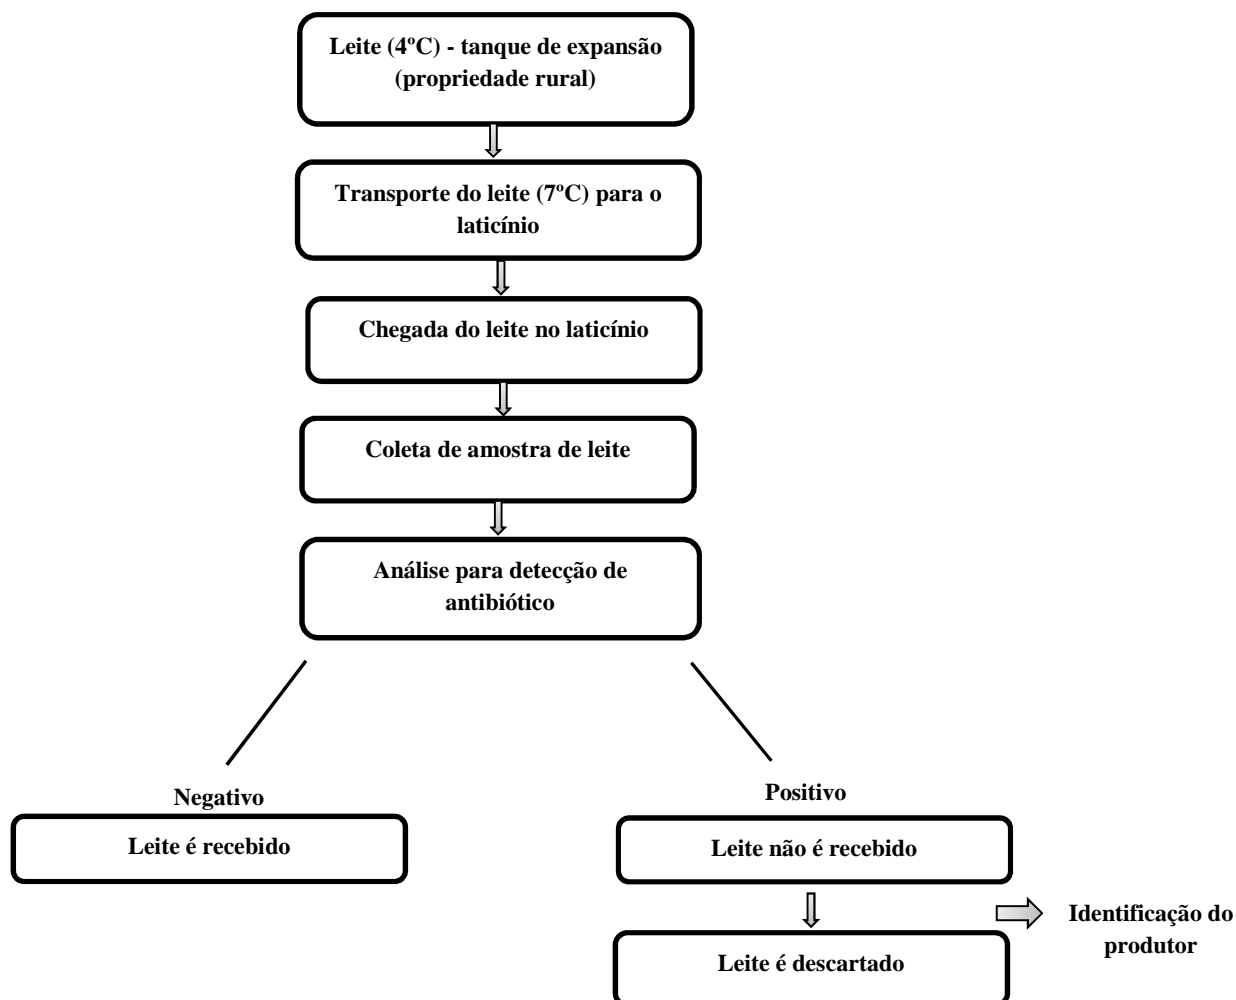 Leite (4ºC) - tanque de expansão
(propriedade rural)
Transporte do leite (7ºC) para o
laticínio
Chegada do leite no laticínio
Coleta de amostra de leite
Análise para detecção de
antibiótico
Negativo
Leite é recebido
Positivo
Leite não é recebido
Leite é descartado
Identificação do
produtor